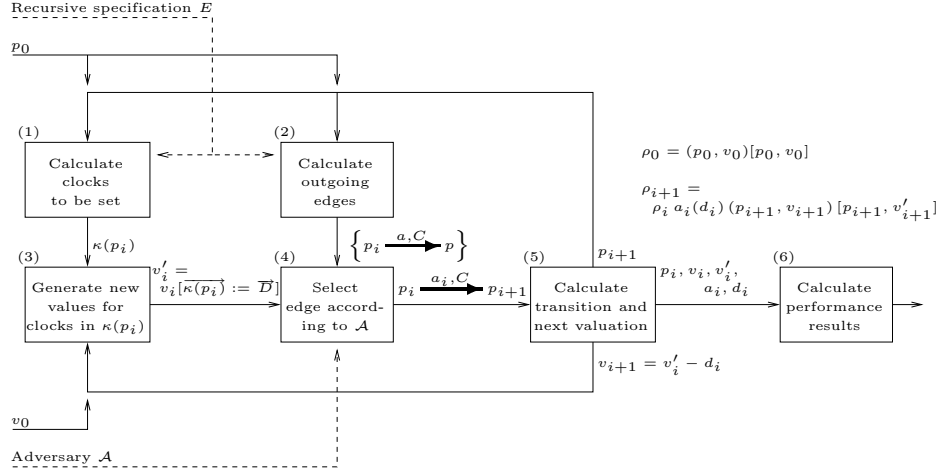 Recursive specification E
p₀
(1)
Calculate
clocks
to be set
(2)
Calculate
outgoing
edges
ρ₀ = (p₀, v₀)[p₀, v₀]
ρᵢ₊₁ =
ρᵢ aᵢ(dᵢ) (pᵢ₊₁, vᵢ₊₁) [pᵢ₊₁, v′ᵢ₊₁]
κ(pᵢ)
{ pᵢ —a,C→ p }
(3)
Generate new
values for
clocks in κ(pᵢ)
v′ᵢ =
vᵢ[κ(pᵢ)⃗ := D⃗]
(4)
Select
edge accord-
ing to 𝒜
pᵢ —aᵢ,C→ pᵢ₊₁
(5)
pᵢ₊₁
Calculate
transition and
next valuation
pᵢ, vᵢ, v′ᵢ,
aᵢ, dᵢ
(6)
Calculate
performance
results
vᵢ₊₁ = v′ᵢ − dᵢ
v₀
Adversary 𝒜